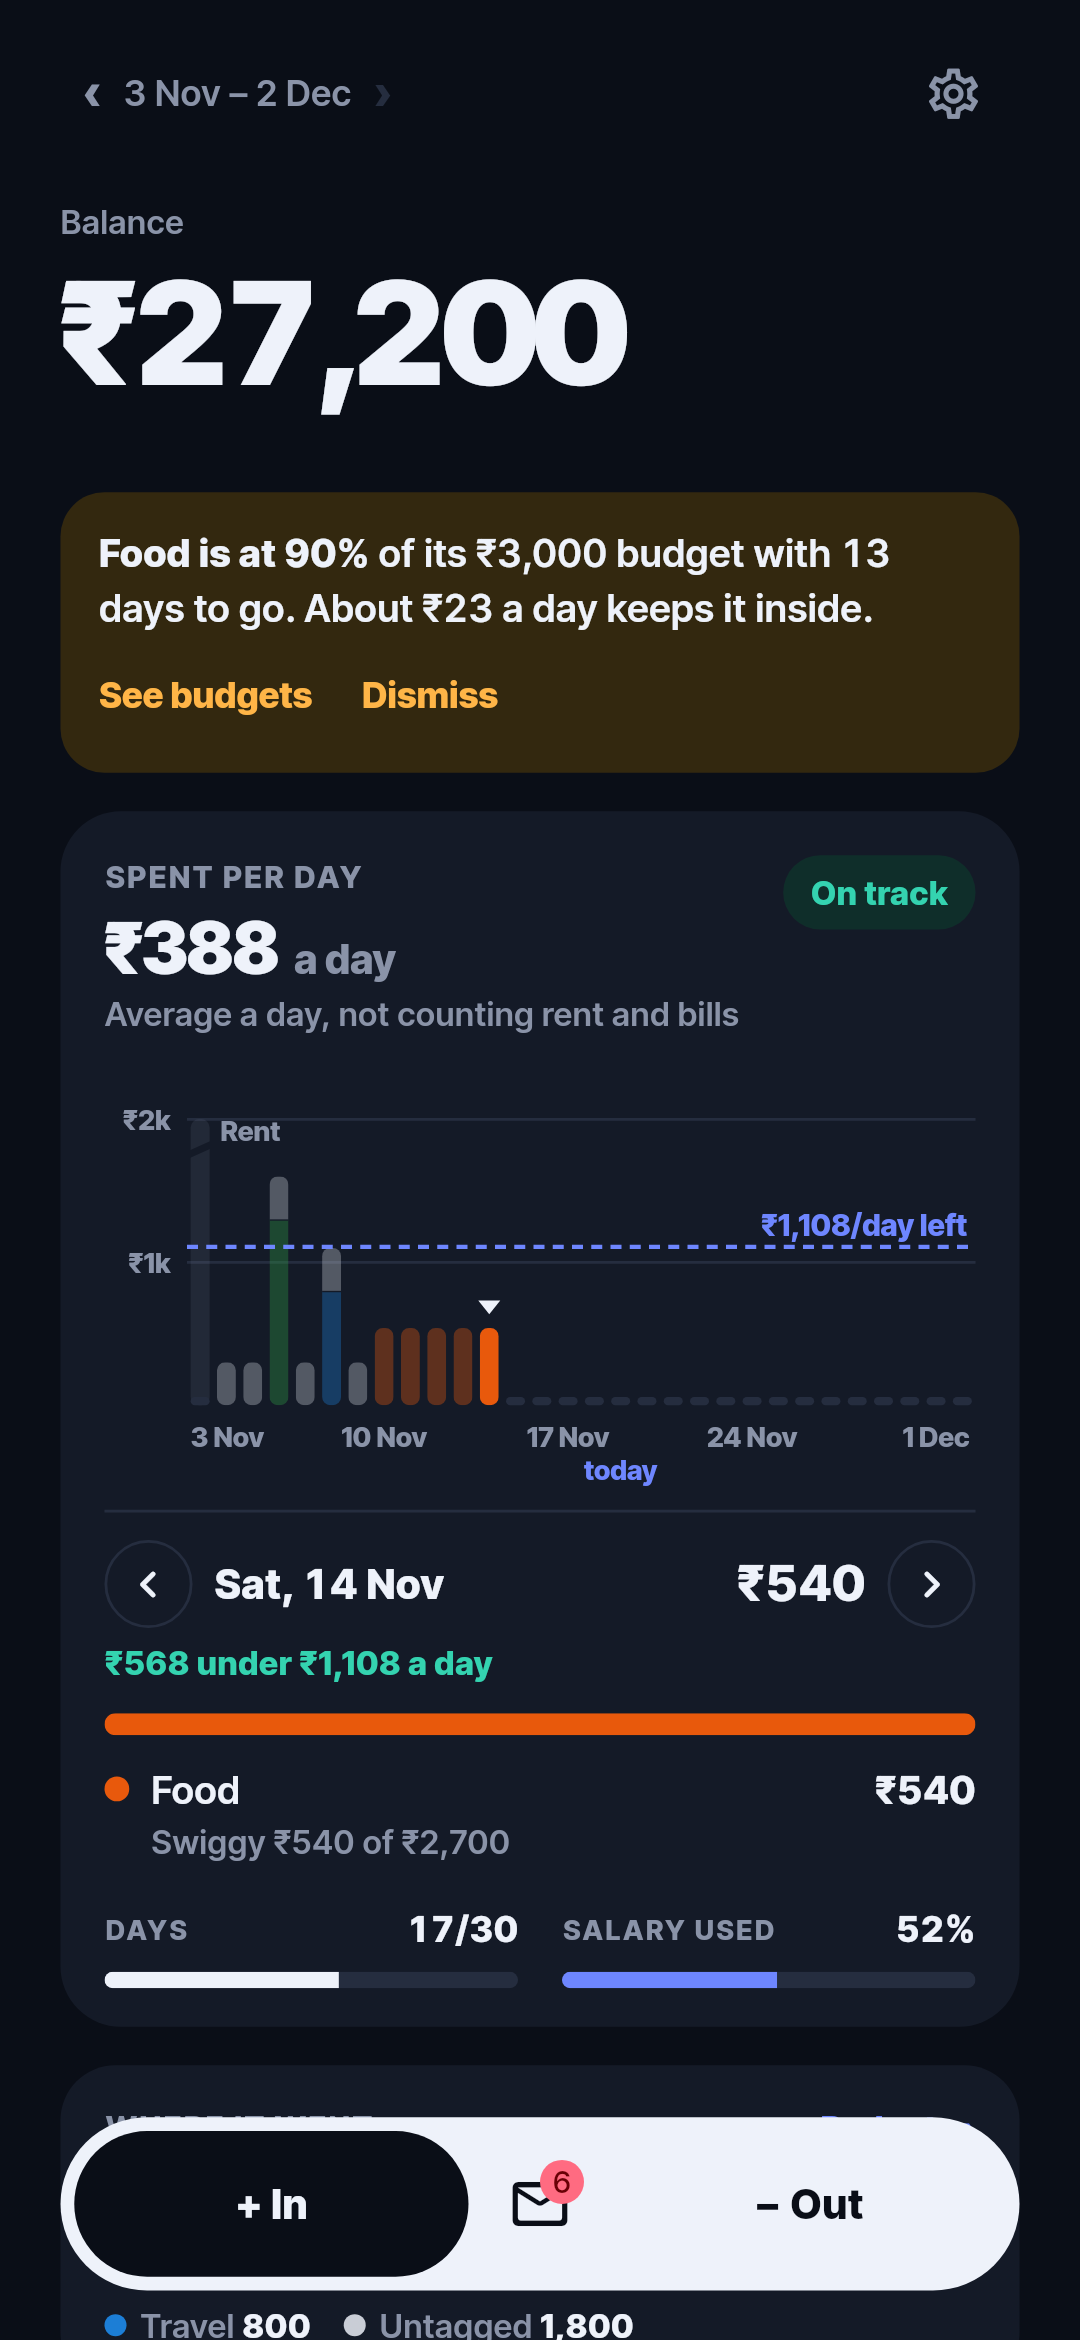 ‹ 3 Nov – 2 Dec ›
Balance
₹27,200
Food is at 90% of its ₹3,000 budget with 13
days to go. About ₹23 a day keeps it inside.
See budgets Dismiss
SPENT PER DAY
On track
₹388 a day
Average a day, not counting rent and bills
₹2k
Rent
₹1,108/day left
₹1k
3 Nov 10 Nov 17 Nov 24 Nov 1 Dec
today
Sat, 14 Nov ₹540
₹568 under ₹1,108 a day
Food ₹540
Swiggy ₹540 of ₹2,700
DAYS 17/30 SALARY USED 52%
+ In 6 – Out
Travel 800 Untagged 1,800